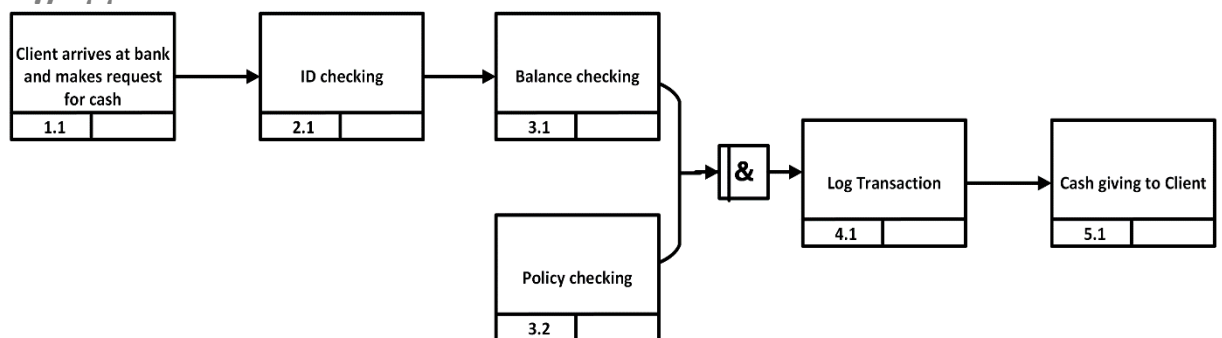 Client arrives at bank
and makes request
for cash
1.1
ID checking
2.1
Balance checking
3.1
Policy checking
3.2
&
Log Transaction
4.1
Cash giving to Client
5.1